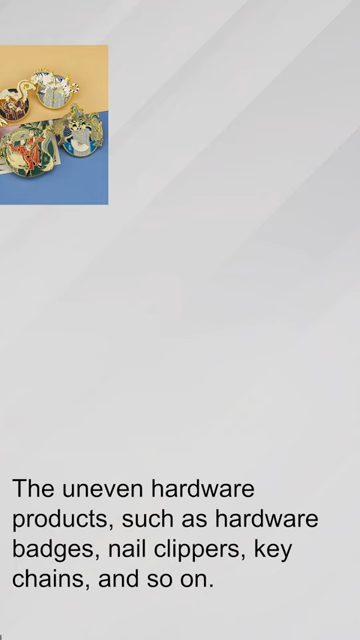 The uneven hardware
products, such as hardware
badges, nail clippers, key
chains, and so on.